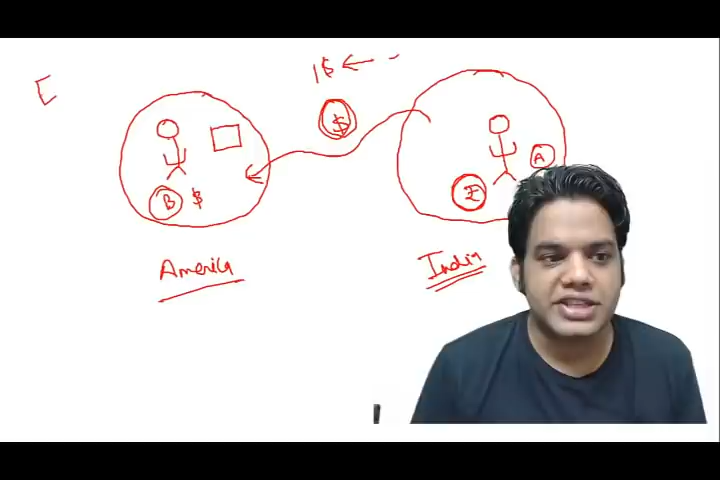 E
1$ ←
$
A
B $
₹
America
India